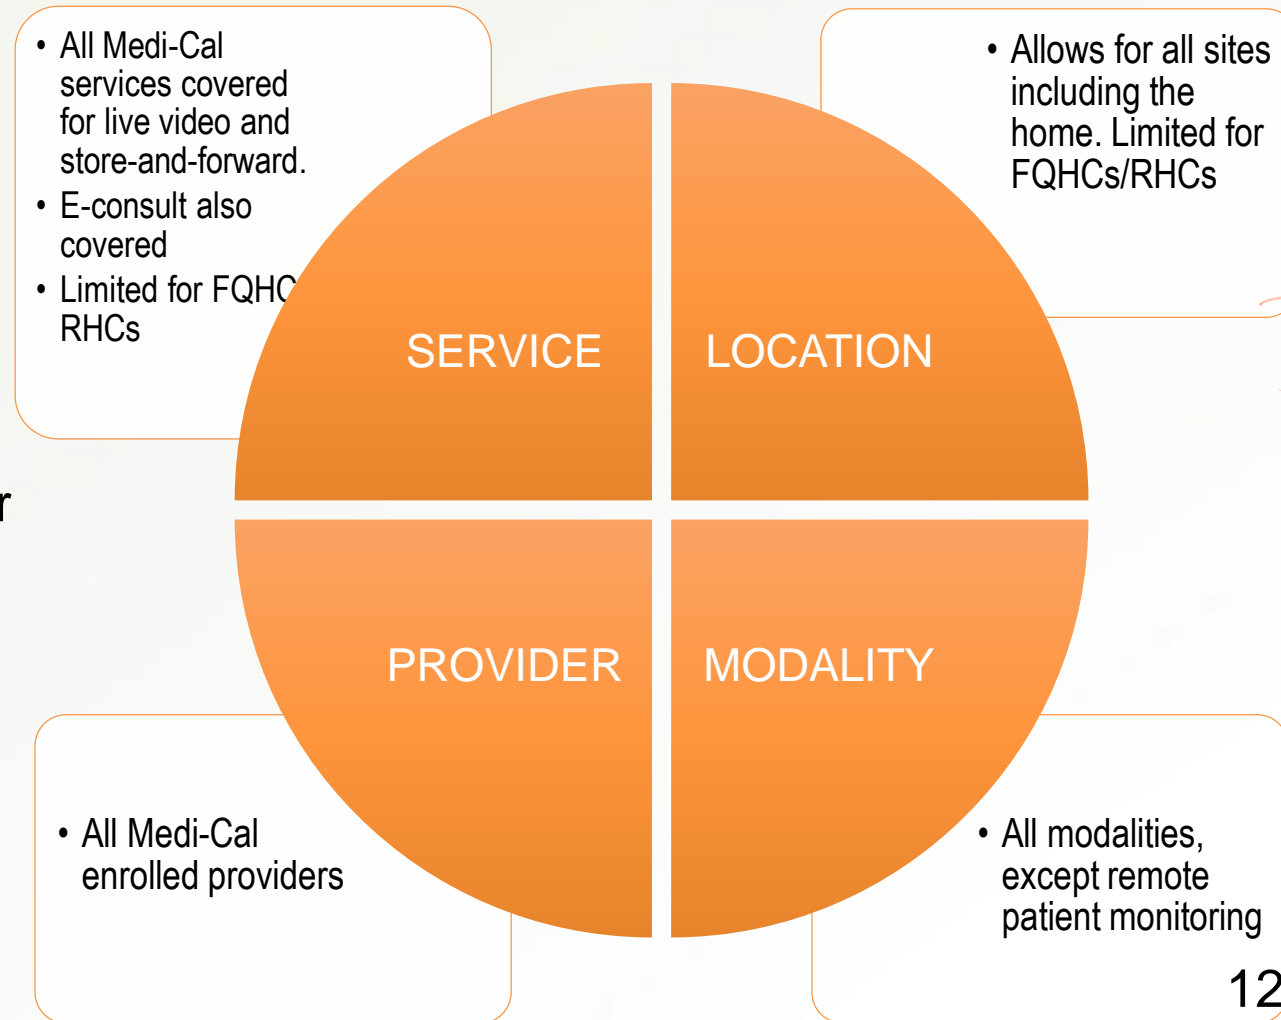 • All Medi-Cal
services covered
for live video and
store-and-forward.
• E-consult also
covered
• Limited for FQHC
RHCs
• Allows for all sites
including the
home. Limited for
FQHCs/RHCs
SERVICE
LOCATION
r
PROVIDER
MODALITY
• All Medi-Cal
enrolled providers
• All modalities,
except remote
patient monitoring
12